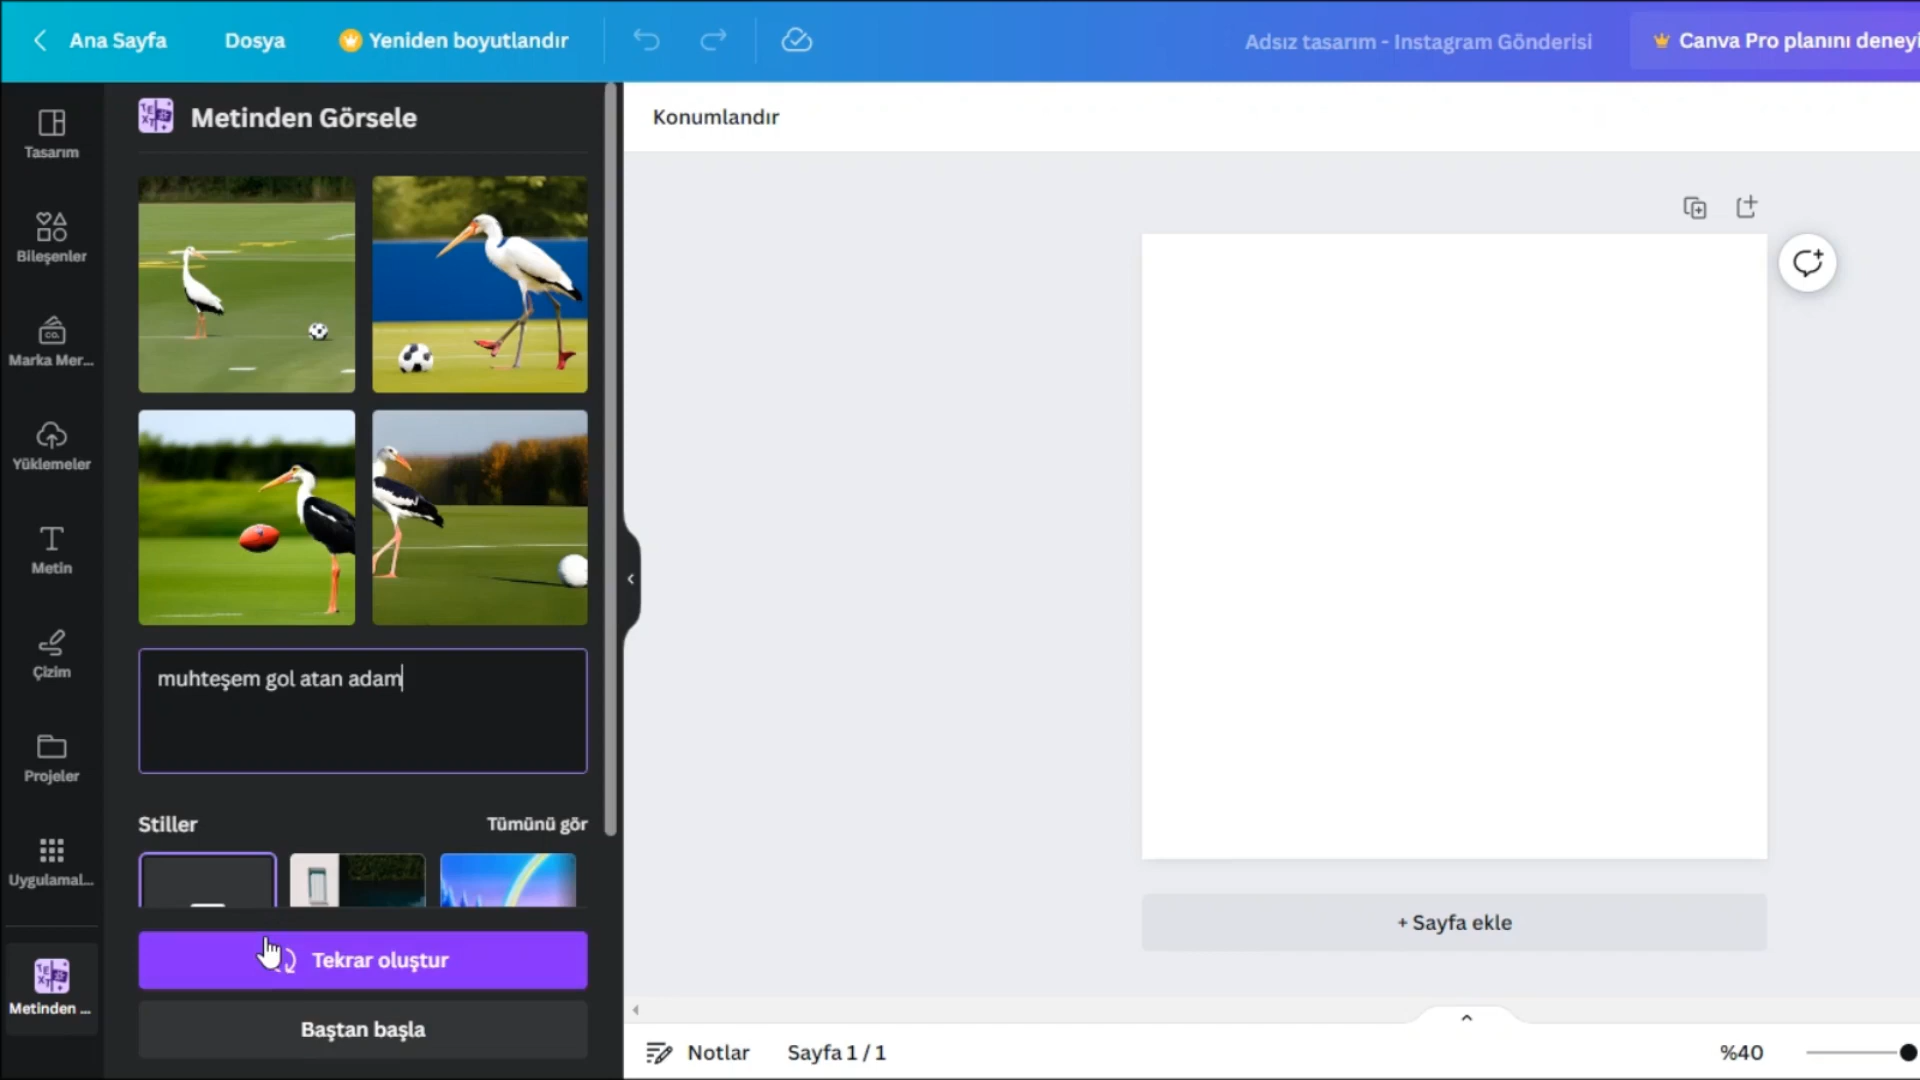 Ana Sayfa
Dosya
Yeniden boyutlandır
Adsız tasarım - Instagram Gönderisi
Canva Pro planını deneyi
Tasarım
Bileşenler
Marka Mer...
Yüklemeler
Metin
Çizim
Projeler
Uygulamal...
Metinden ...
Metinden Görsele
muhteşem gol atan adam
Stiller
Tümünü gör
Tekrar oluştur
Baştan başla
Konumlandır
+ Sayfa ekle
Notlar
Sayfa 1 / 1
%40